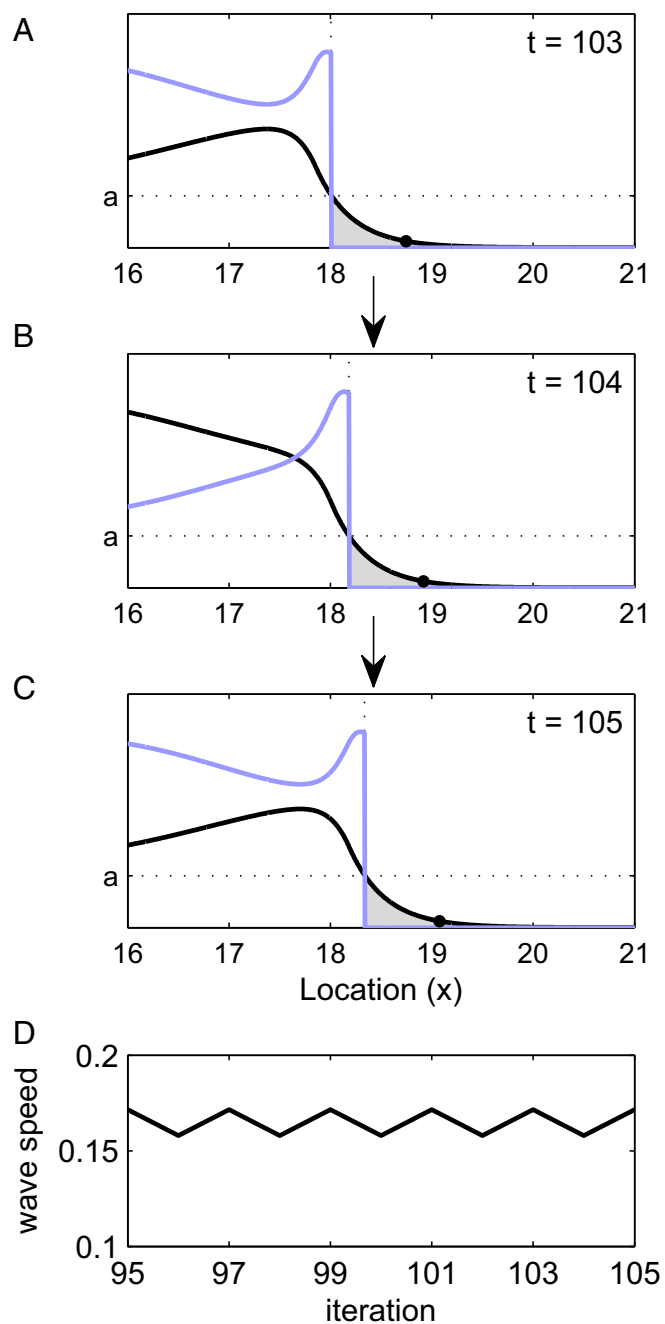 A
t = 103
a
16 17 18 19 20 21
B
t = 104
a
16 17 18 19 20 21
C
t = 105
a
16 17 18 19 20 21
Location (x)
D
wave speed
0.2
0.15
0.1
95 97 99 101 103 105
iteration